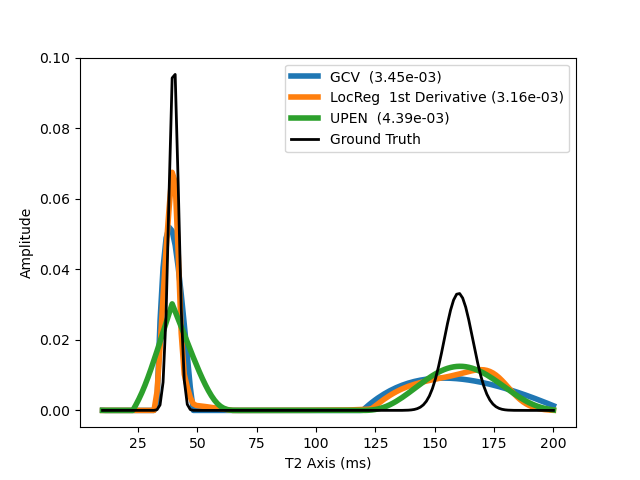 0.10
0.08
0.06
0.04
0.02
0.00
Amplitude
25 50 75 100 125 150 175 200
T2 Axis (ms)
GCV (3.45e-03)
LocReg 1st Derivative (3.16e-03)
UPEN (4.39e-03)
Ground Truth